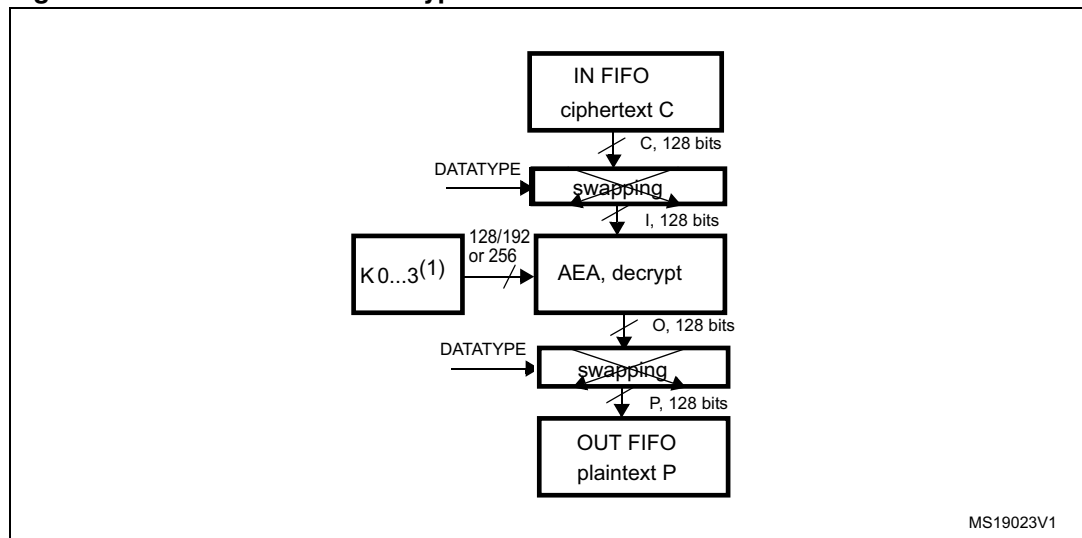 IN FIFO
ciphertext C
C, 128 bits
DATATYPE
swapping
I, 128 bits
128/192
or 256
K 0...3(1)
AEA, decrypt
O, 128 bits
DATATYPE
swapping
P, 128 bits
OUT FIFO
plaintext P
MS19023V1